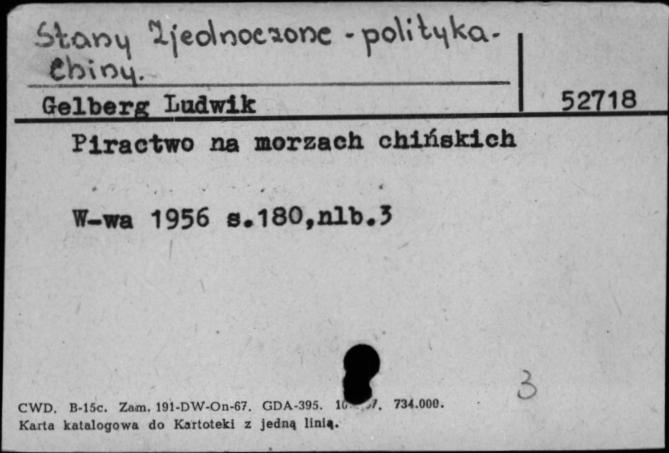 Stany Zjednoczone - polityka -
Chiny.
Gelberg Ludwik 52718
Piractwo na morzach chińskich
W-wa 1956 s.180,nlb.3
3
CWD. B-15c. Zam. 191-DW-On-67. GDA-395. 734.000.
Karta katalogowa do Kartoteki z jedną linią.